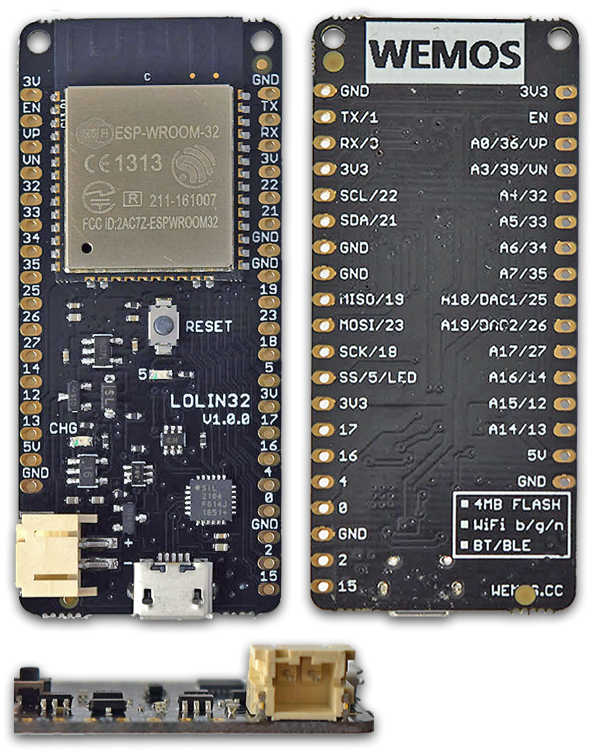 C
3V
EN
VP
VN
32
33
34
35
25
26
27
14
12
13
5V
GND
GND
TX
RX
3V
22
21
GND
GND
19
23
18
5
3V
17
16
4
0
GND
2
15
ESP-WROOM-32
CE1313
R 211-161007
FCC ID:2AC7Z-ESPWROOM32
RESET
5
LOLIN32
V1.0.0
CHG
SIL
2104
F014J
1851+
+
WEMOS
GND
TX/1
RX/3
3V3
SCL/22
SDA/21
GND
GND
MISO/19
MOSI/23
SCK/18
SS/5/LED
3V3
17
16
4
0
GND
2
15
3V3
EN
A0/36/VP
A3/39/VN
A4/32
A5/33
A6/34
A7/35
A18/DAC1/25
A19/DAC2/26
A17/27
A16/14
A15/12
A14/13
5V
GND
4MB FLASH
WiFi b/g/n
BT/BLE
WEMOS.CC